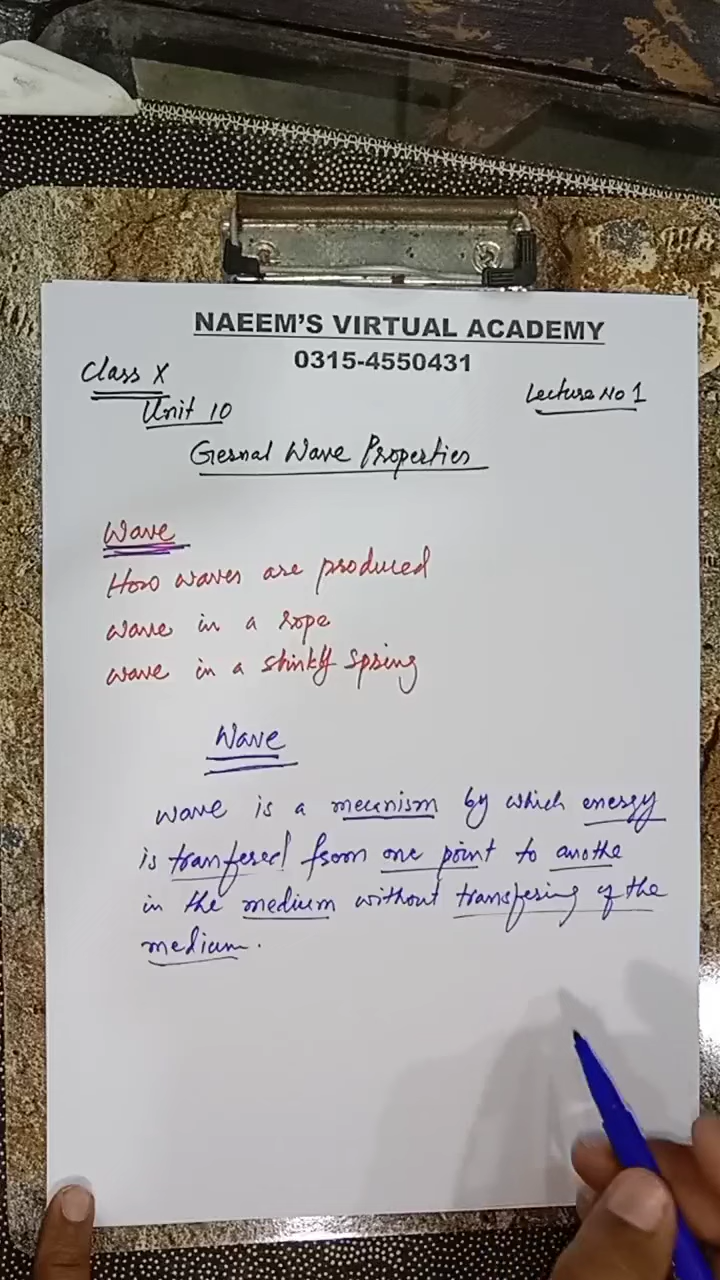 NAEEM'S VIRTUAL ACADEMY
0315-4550431
Class X
Lecture No 1
Unit 10
Gernal Wave Properties
Wave
How waves are produced
wave in a rope
wave in a slinky spring
Wave
wave is a mecanism by which energy
is tranfered from one point to anothe
in the medium without transfering of the
medium.